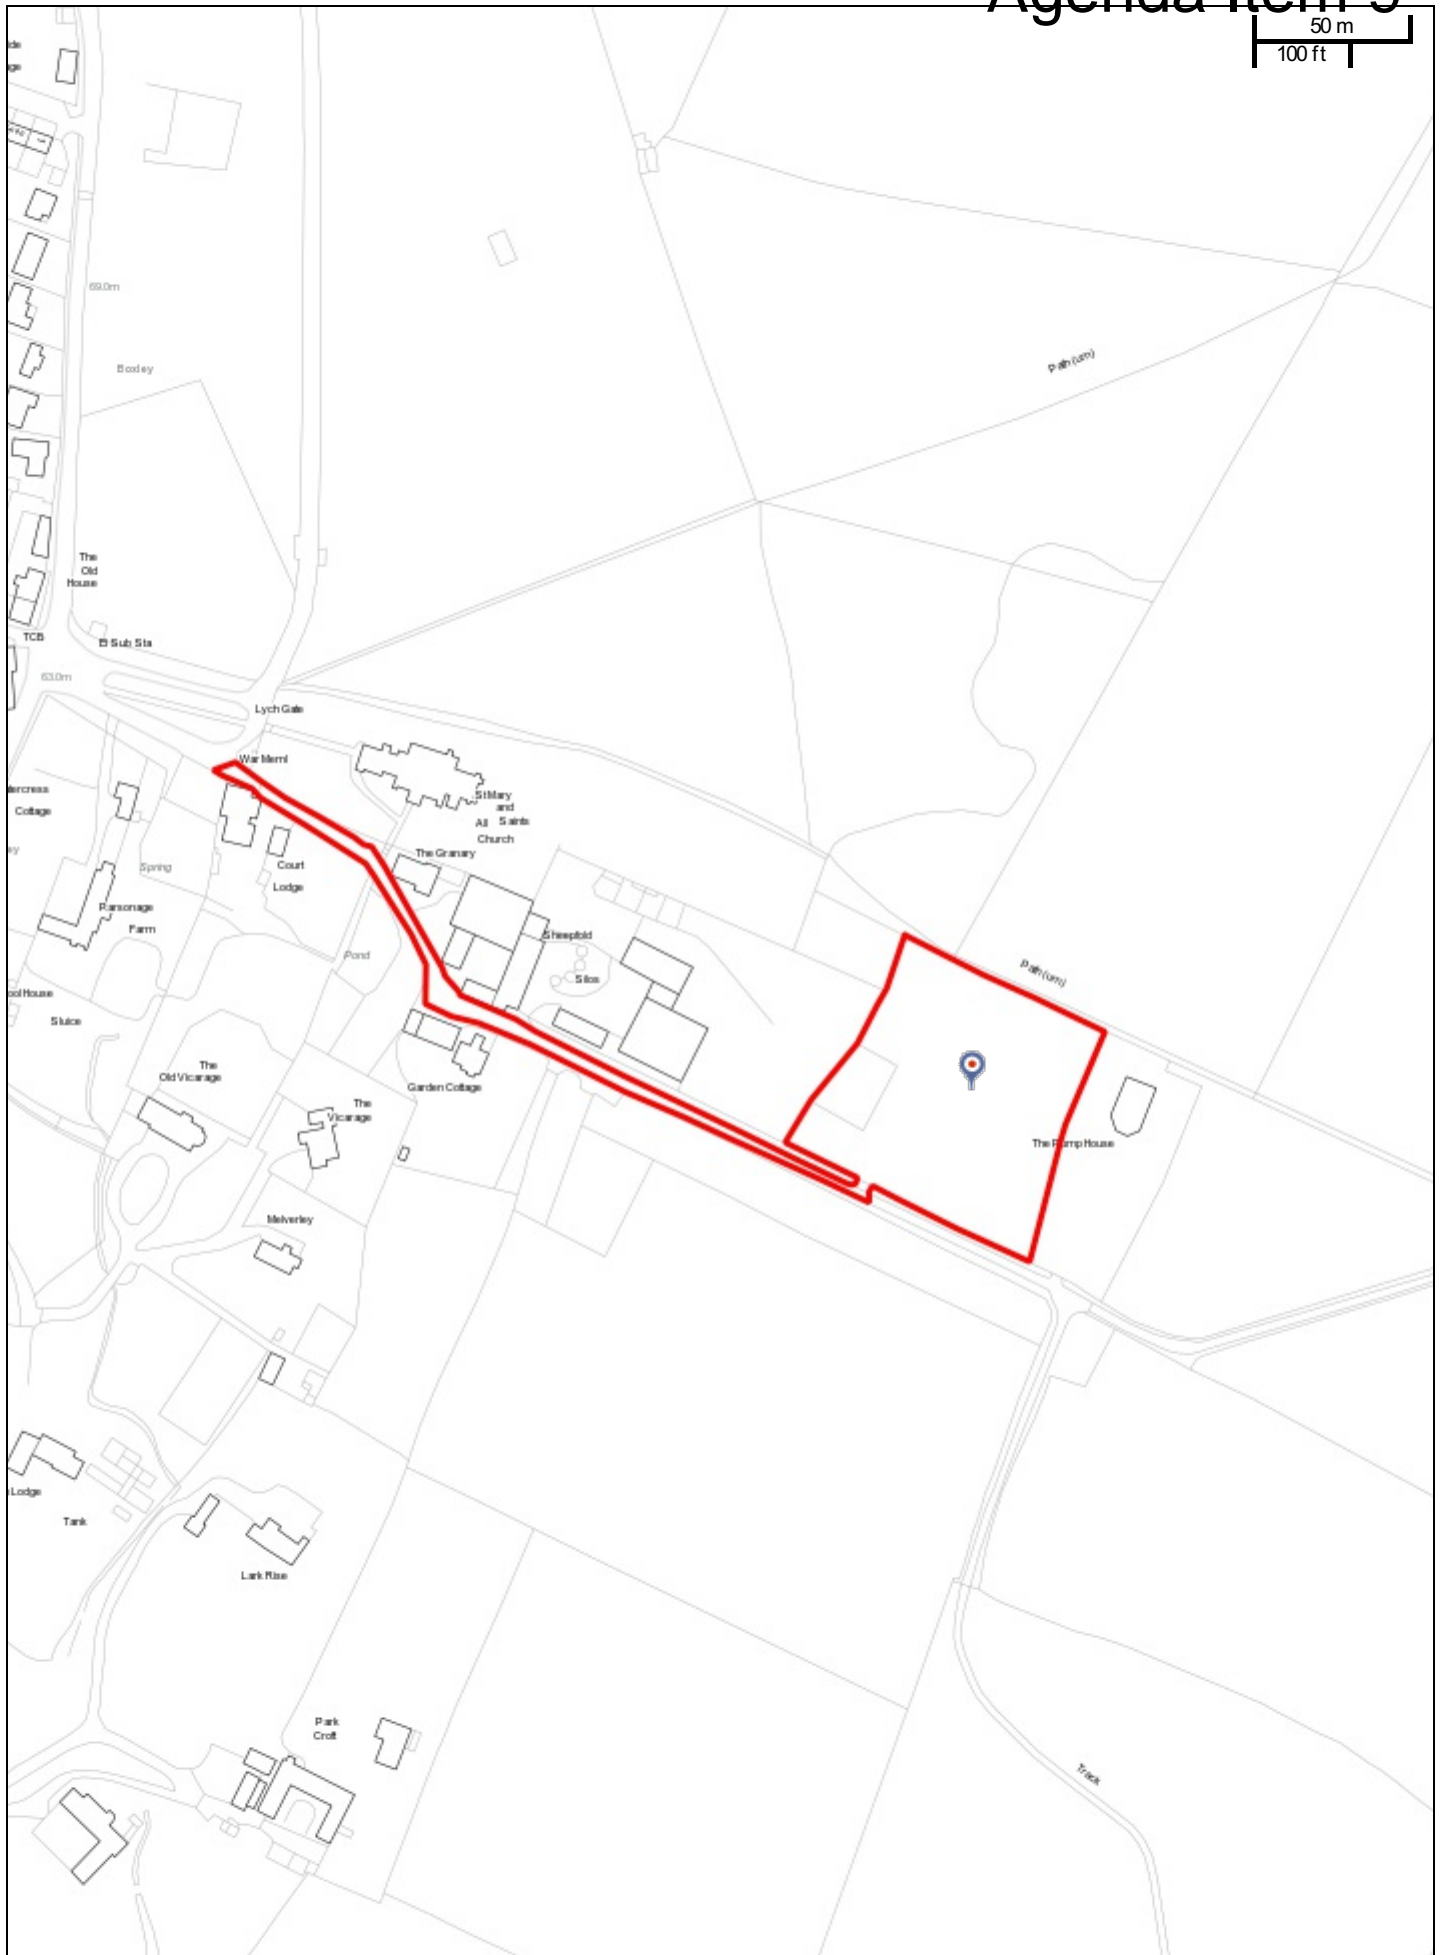 Agenda Item
50 m
100 ft
69.0m
Boxley
Path (um)
The
Old
House
TCB
El Sub Sta
63.0m
Lych Gate
War Meml
St Mary
and
All Saints
Church
Cottage
The Granary
Spring
Court
Lodge
Parsonage
Farm
Sheepfold
Pond
Silos
Path (um)
Sluice
The
Old Vicarage
Garden Cottage
The
Vicarage
The Pump House
Melverley
Lodge
Tank
Lark Rise
Park
Croft
Track